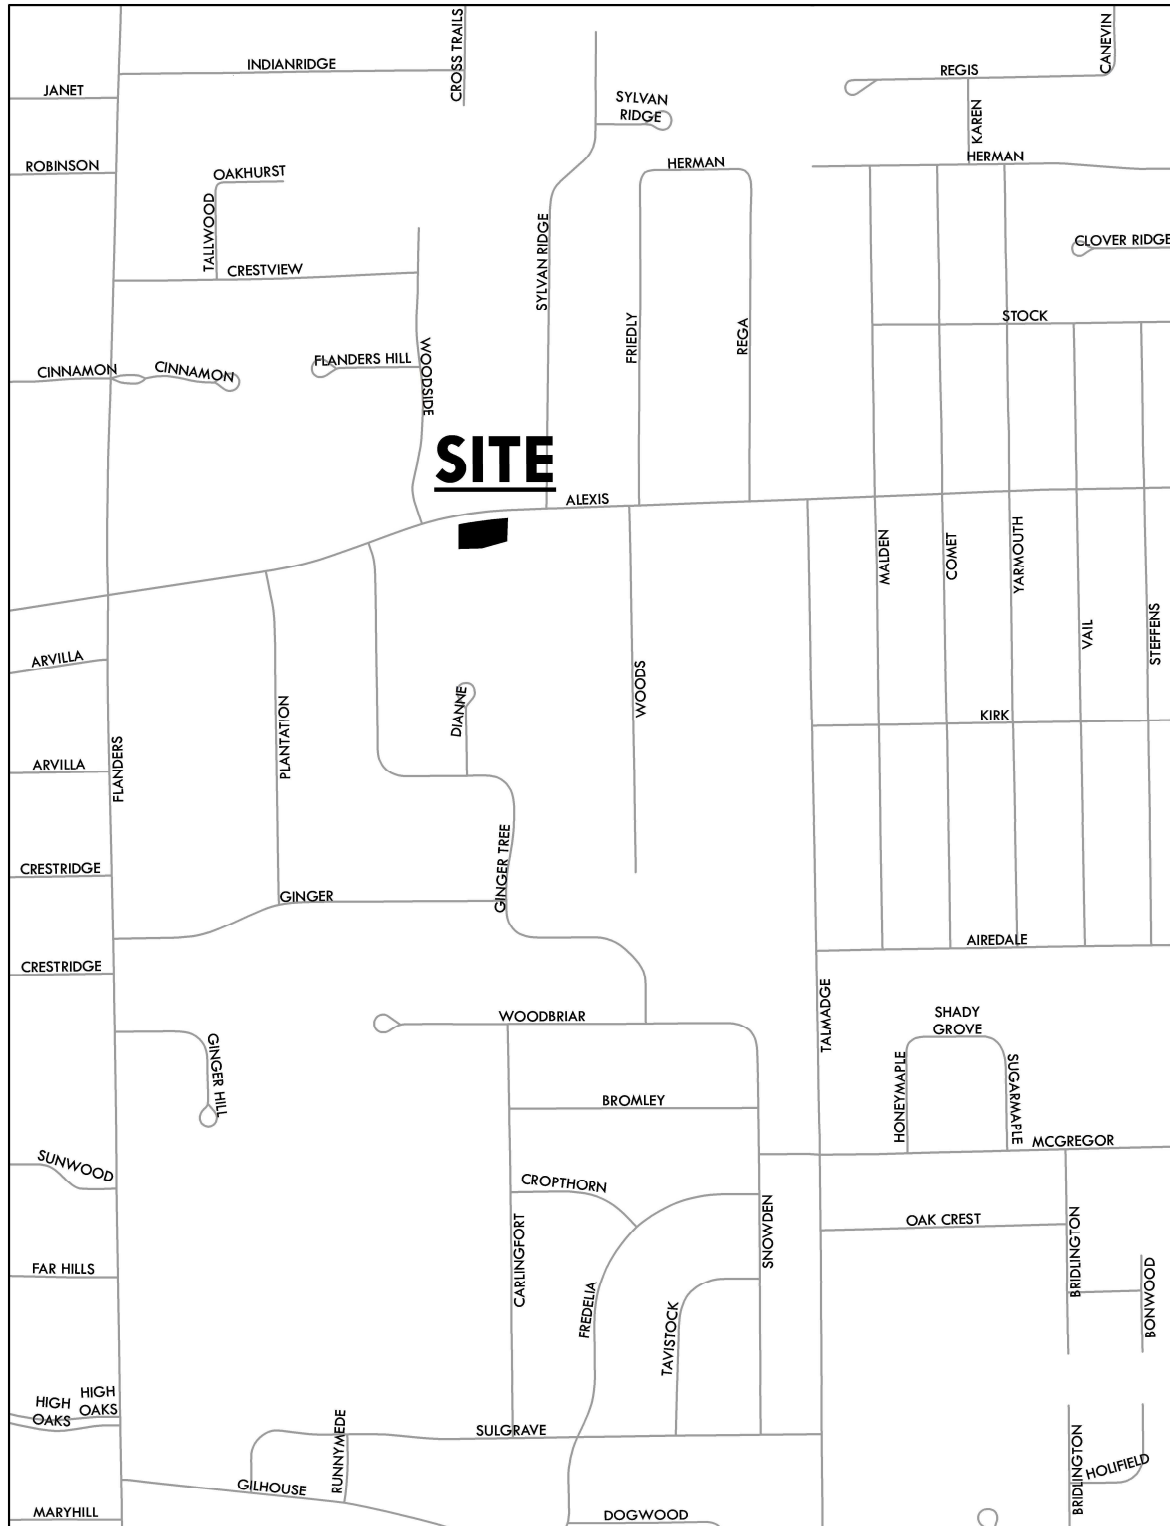 CROSS TRAILS
CANEVIN
INDIANRIDGE
REGIS
JANET
SYLVAN
RIDGE
KAREN
HERMAN
HERMAN
ROBINSON
OAKHURST
TALLWOOD
CLOVER RIDGE
SYLVAN RIDGE
CRESTVIEW
STOCK
FRIEDLY
REGA
FLANDERS HILL
WOODSIDE
CINNAMON
CINNAMON
SITE
ALEXIS
MALDEN
COMET
YARMOUTH
VAIL
STEFFENS
ARVILLA
WOODS
DIANNE
PLANTATION
KIRK
ARVILLA
FLANDERS
CRESTRIDGE
GINGER TREE
GINGER
AIREDALE
CRESTRIDGE
TALMADGE
WOODBRIAR
SHADY
GROVE
GINGER HILL
HONEYMAPLE
SUGARMAPLE
BROMLEY
MCGREGOR
SUNWOOD
CROPTHORN
OAK CREST
SNOWDEN
CARLINGFORT
BRIDLINGTON
FAR HILLS
BONWOOD
FREDELIA
TAVISTOCK
HIGH
OAKS
HIGH
OAKS
SULGRAVE
RUNNYMEDE
BRIDLINGTON
HOLIFIELD
GILHOUSE
MARYHILL
DOGWOOD